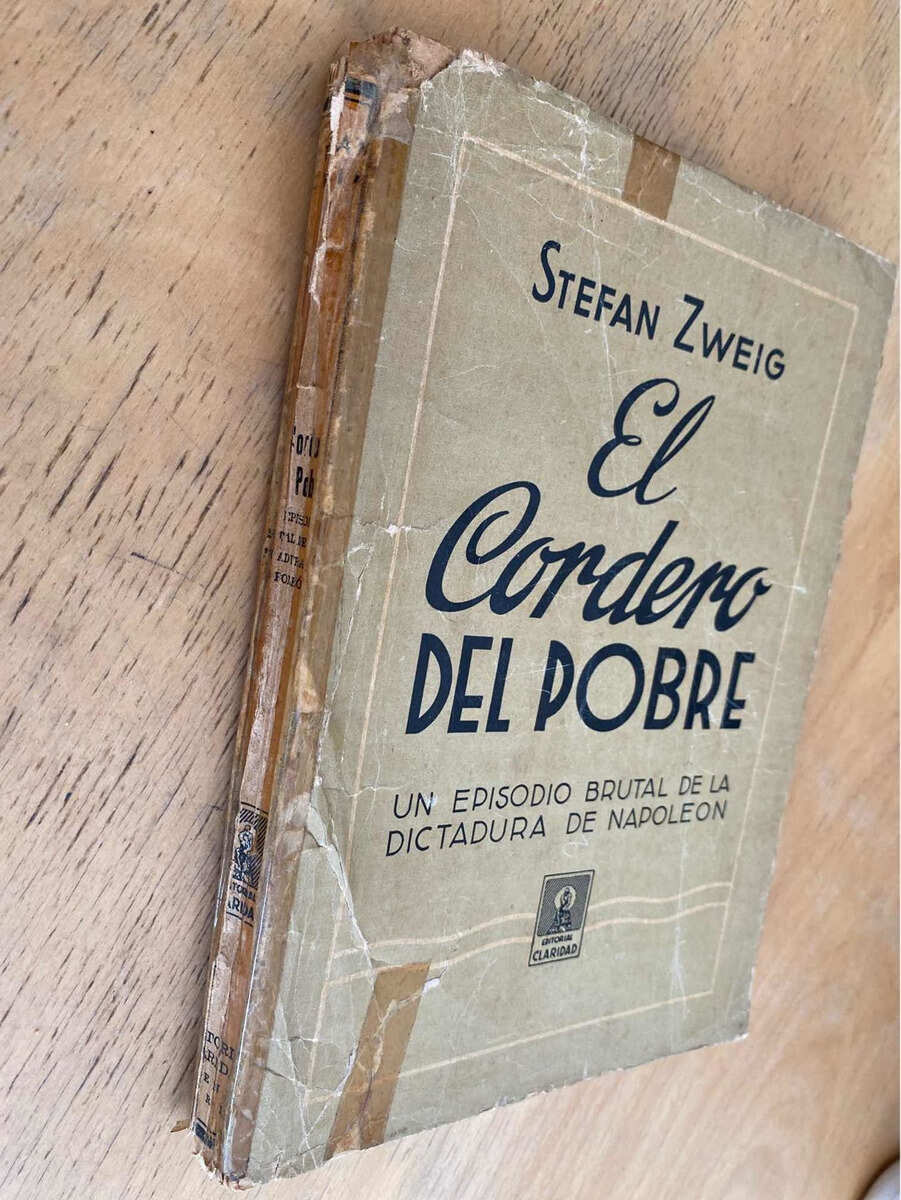 STEFAN ZWEIG
El
Cordero
DEL POBRE
UN EPISODIO BRUTAL DE LA
DICTADURA DE NAPOLEON
EDITORIAL
CLARIDAD